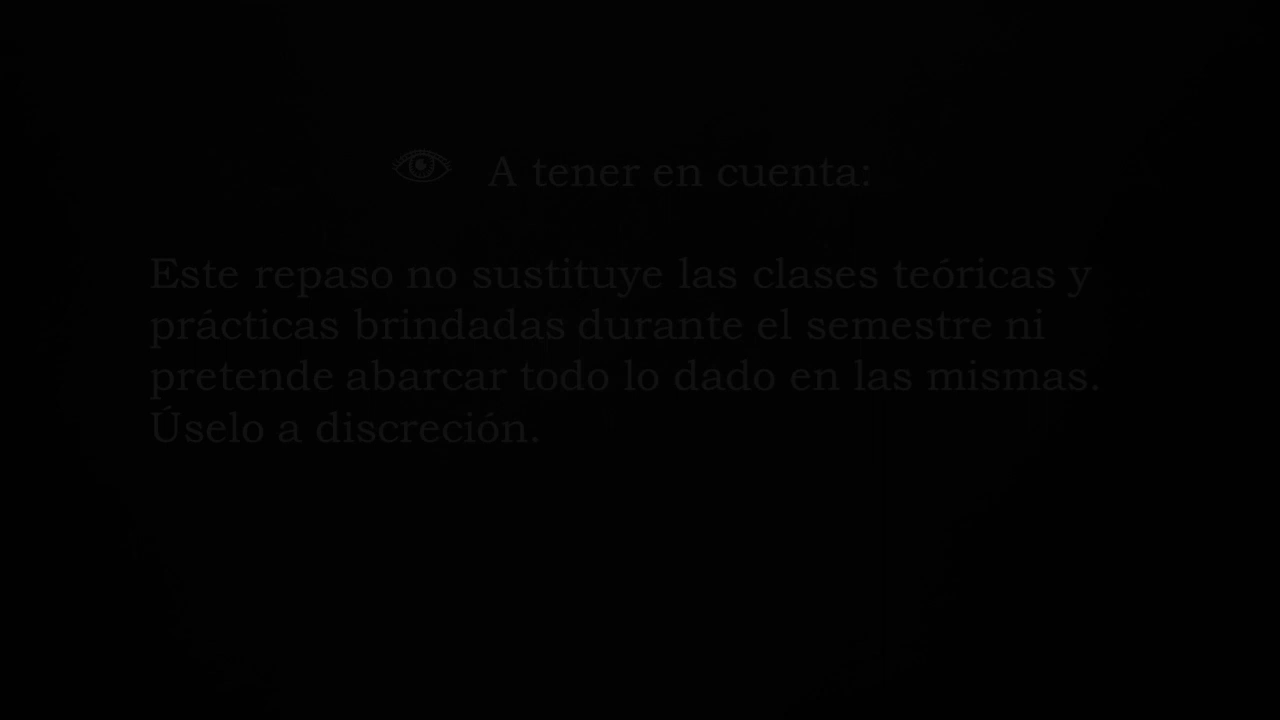 A tener en cuenta:
Este repaso no sustituye las clases teóricas y
prácticas brindadas durante el semestre ni
pretende abarcar todo lo dado en las mismas.
Úselo a discreción.